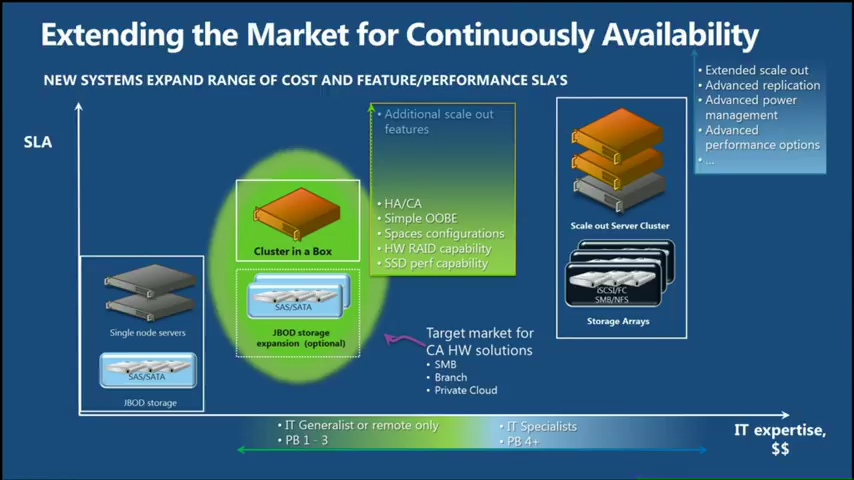 Extending the Market for Continuously Availability
NEW SYSTEMS EXPAND RANGE OF COST AND FEATURE/PERFORMANCE SLA'S
• Extended scale out
• Advanced replication
• Advanced power
management
• Advanced
performance options
• ...
SLA
• Additional scale out
features
• HA/CA
• Simple OOBE
• Spaces configurations
• HW RAID capability
• SSD perf capability
Cluster in a Box
SAS/SATA
JBOD storage
expansion (optional)
Single node servers
SAS/SATA
JBOD storage
Scale out Server Cluster
iSCSI/FC
SMB/NFS
Storage Arrays
Target market for
CA HW solutions
• SMB
• Branch
• Private Cloud
• IT Generalist or remote only
• PB 1 - 3
• IT Specialists
• PB 4+
IT expertise,
$$